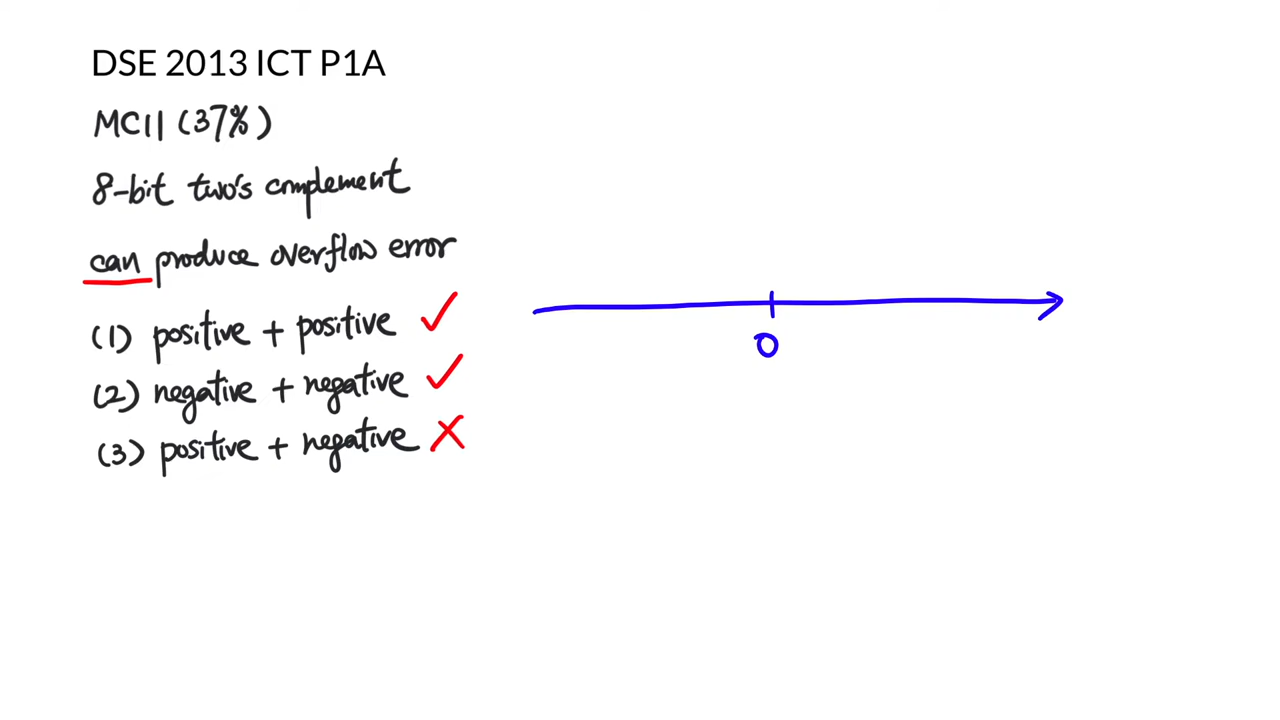 DSE 2013 ICT P1A
MC11 (37%)
8-bit two's complement
can produce overflow error
(1) positive + positive ✓
(2) negative + negative ✓
(3) positive + negative ✗
0